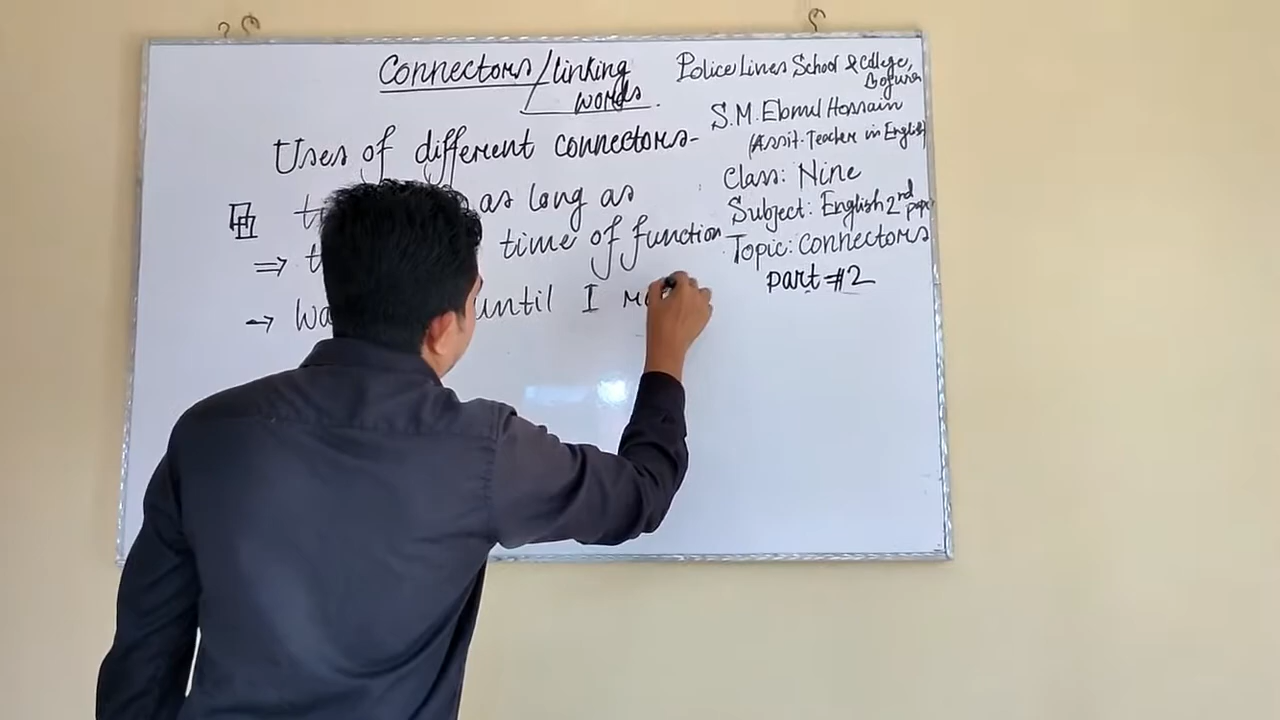 Connectors/linking
words.
Uses of different connectors-
as long as
⇒ time of function
→ until I
Police Lines School & College,
Bogura
S.M. Ebnul Hossain
(Assit. Teacher in English)
Class: Nine
Subject: English 2nd paper
Topic: Connectors
part #2